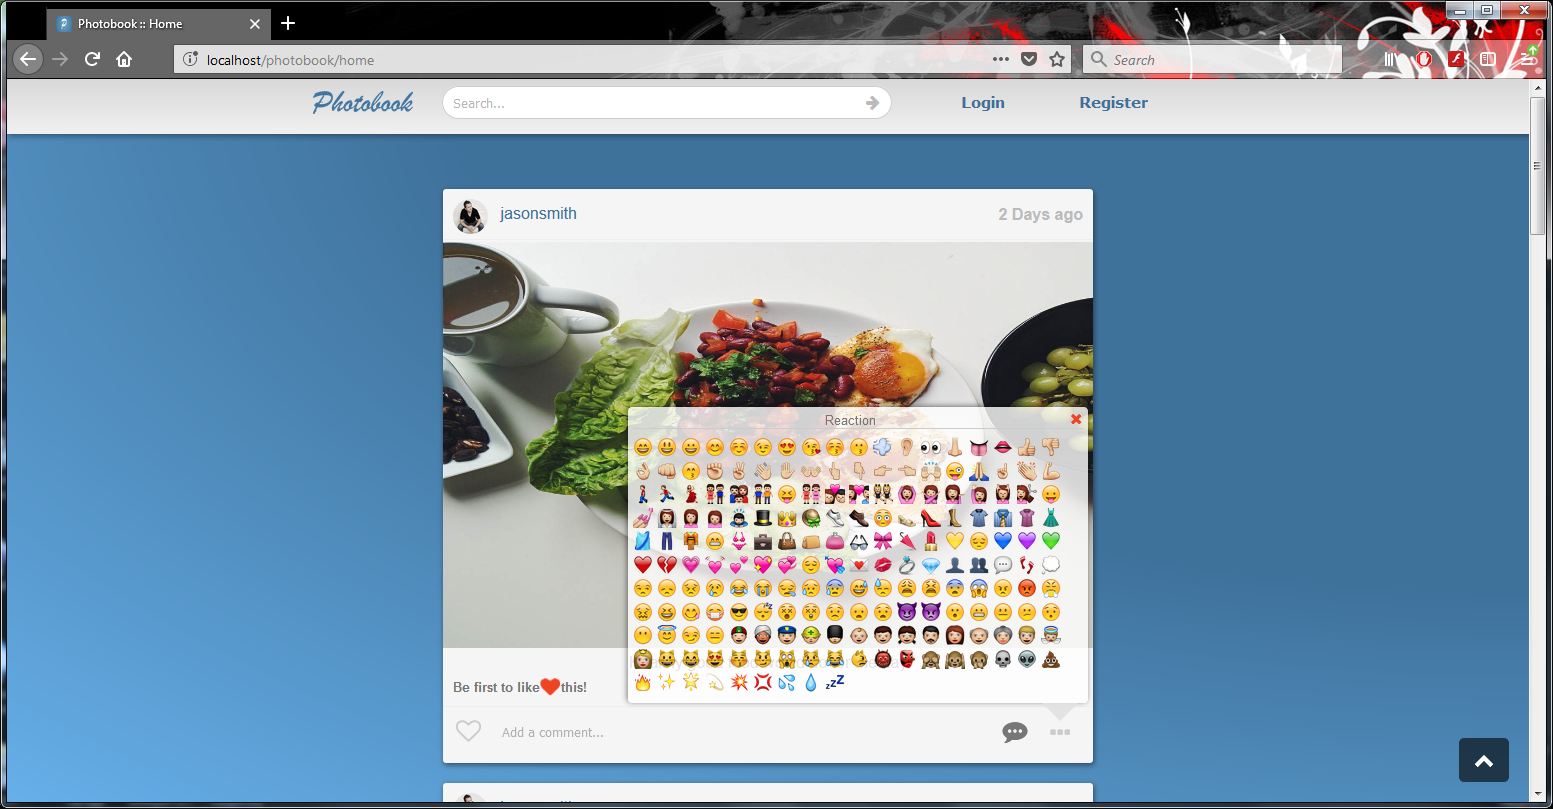 Photobook :: Home
localhost/photobook/home
Search
Photobook
Search...
Login
Register
jasonsmith
2 Days ago
Reaction
Be first to like this!
Add a comment...